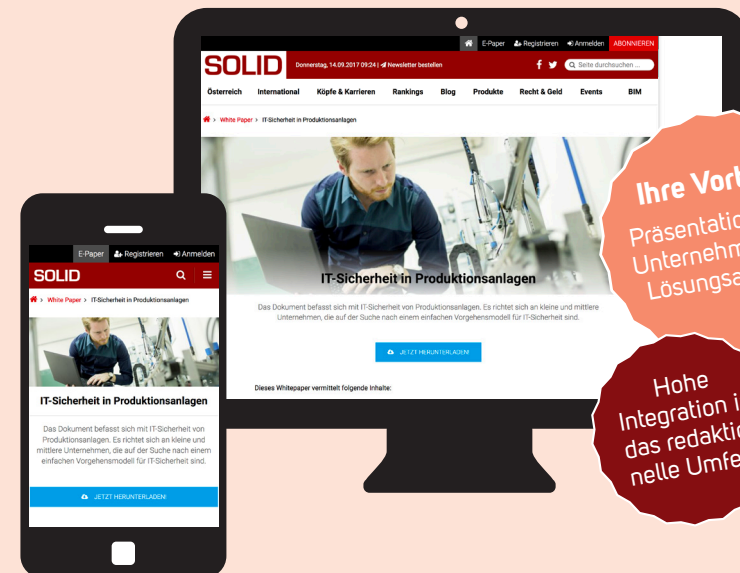 E-Paper Registrieren Anmelden ABONNIEREN
SOLID Donnerstag, 14.09.2017 09:24 | Newsletter bestellen Seite durchsuchen ...
Österreich International Köpfe & Karrieren Rankings Blog Produkte Recht & Geld Events BIM
> White Paper > IT-Sicherheit in Produktionsanlagen
IT-Sicherheit in Produktionsanlagen
Das Dokument befasst sich mit IT-Sicherheit von Produktionsanlagen. Es richtet sich an kleine und mittlere
Unternehmen, die auf der Suche nach einem einfachen Vorgehensmodell für IT-Sicherheit sind.
JETZT HERUNTERLADEN!
Dieses Whitepaper vermittelt folgende Inhalte:
E-Paper Registrieren Anmelden
SOLID
> White Paper > IT-Sicherheit in Produktionsanlagen
IT-Sicherheit in Produktionsanlagen
Das Dokument befasst sich mit IT-Sicherheit von
Produktionsanlagen. Es richtet sich an kleine und
mittlere Unternehmen, die auf der Suche nach einem
einfachen Vorgehensmodell für IT-Sicherheit sind.
JETZT HERUNTERLADEN!
Ihre
Hohe
Integration
das
nelle